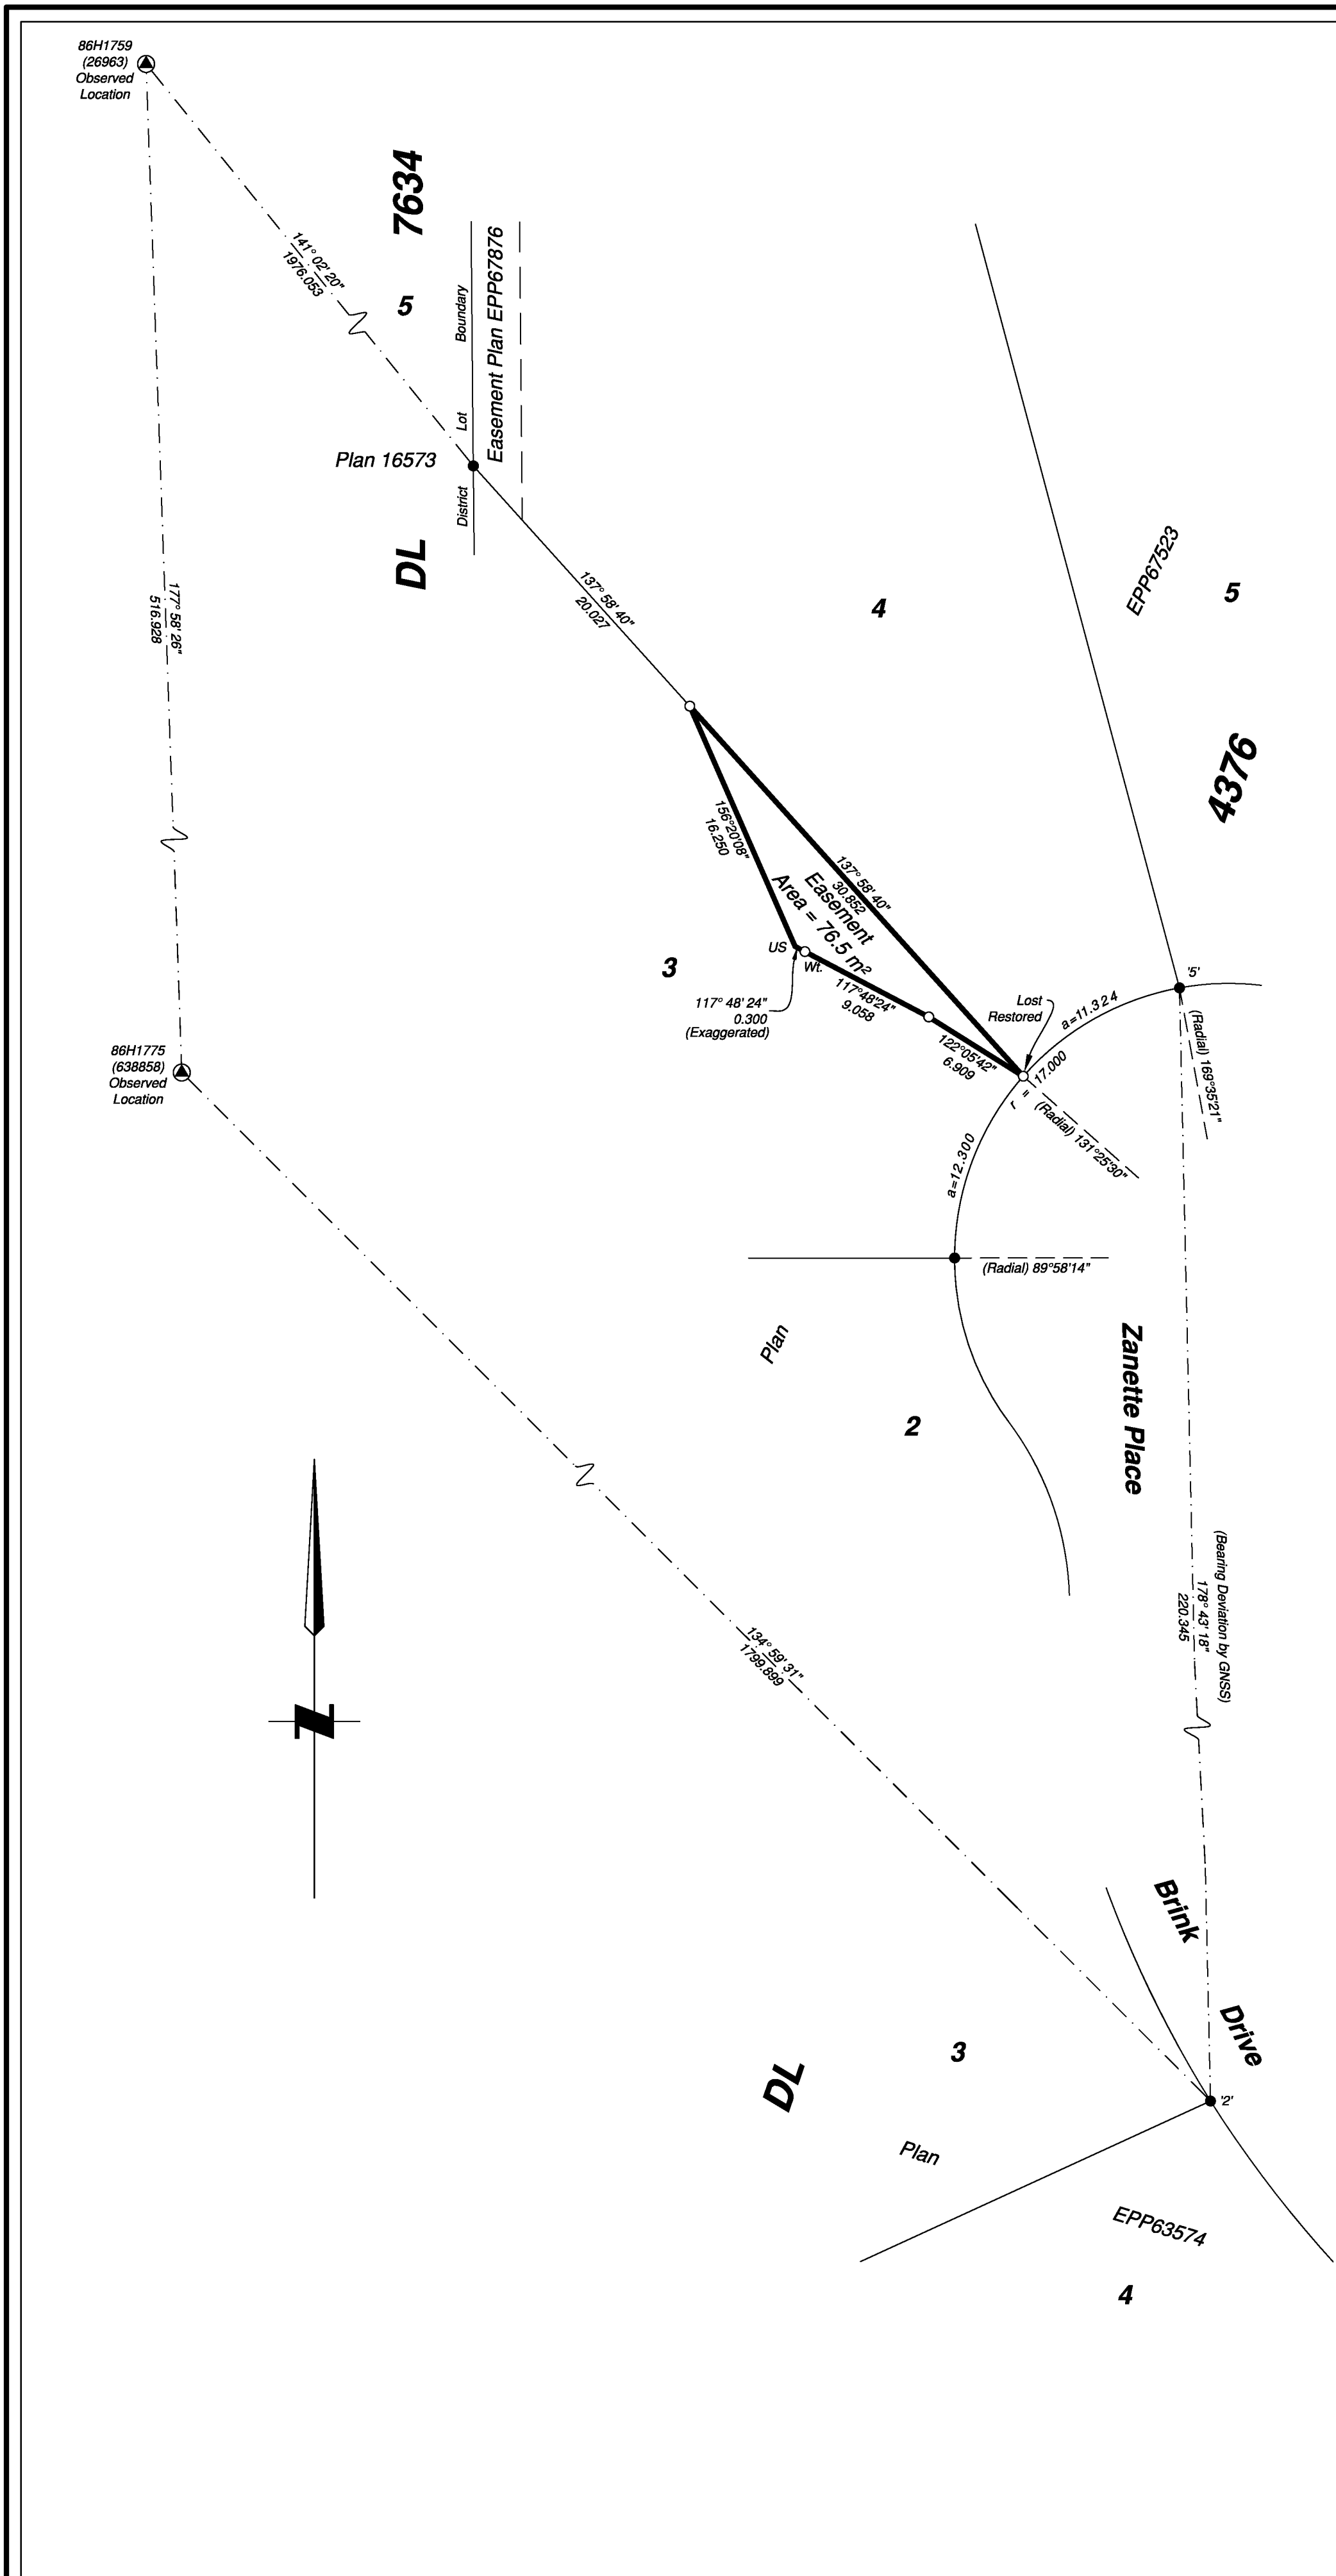 86H1759
(26963)
Observed
Location
7634
141° 02' 20"
1976.053
5
Boundary
Lot
District
Easement Plan EPP67876
Plan 16573
DL
177° 58' 26"
516.928
137° 58' 40"
20.027
4
EPP67523
5
4376
156°20'08"
16.250
137° 58' 40"
30.852
Easement
Area = 76.5 m²
3
US
Wt.
117° 48' 24"
0.300
(Exaggerated)
117°48'24"
9.058
122°05'42"
6.909
Lost
Restored
a=11.324
'5'
(Radial) 169°35'21"
r = 17.000
(Radial) 131°25'30"
86H1775
(638858)
Observed
Location
a=12.300
(Radial) 89°58'14"
Plan
2
Zanette Place
(Bearing Deviation by GNSS)
178° 43' 18"
220.345
N
134° 59' 31"
1799.899
Brink
Drive
3
DL
'2'
Plan
EPP63574
4